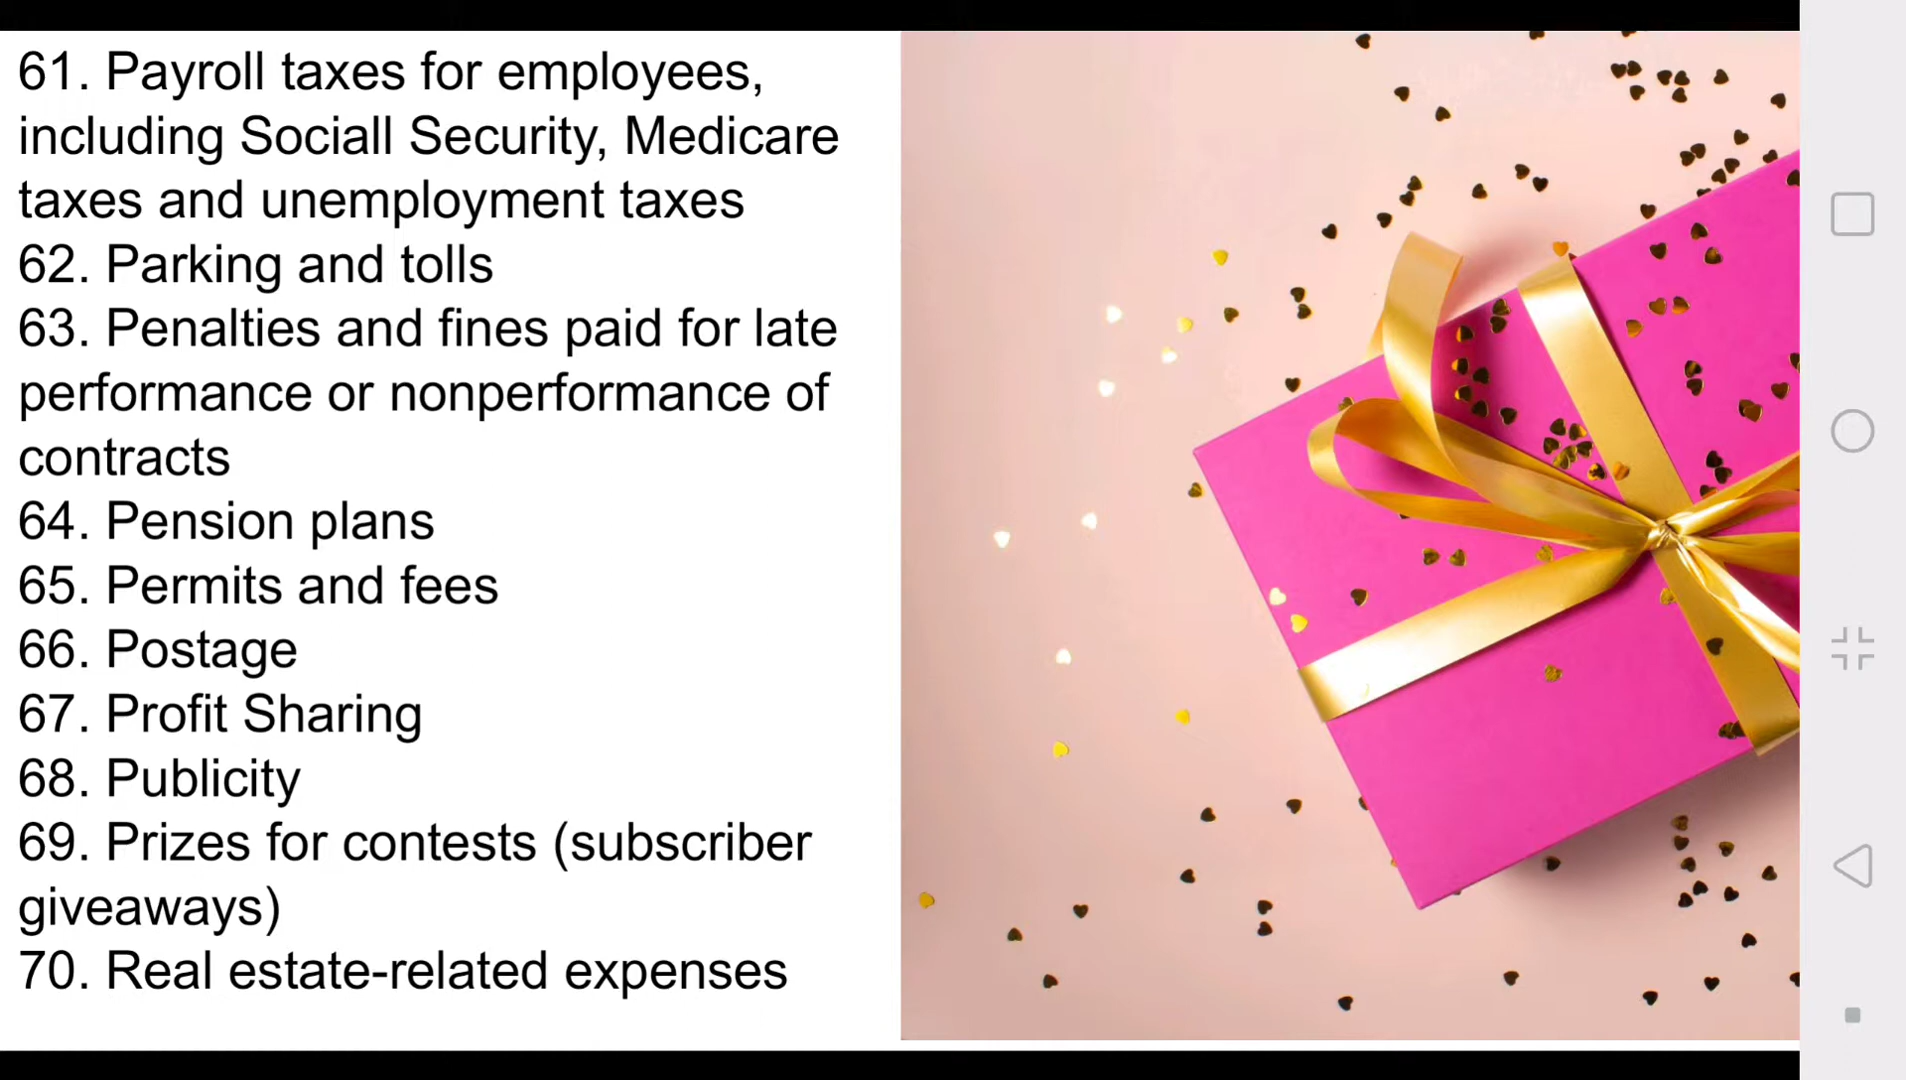 61. Payroll taxes for employees,
including Sociall Security, Medicare
taxes and unemployment taxes
62. Parking and tolls
63. Penalties and fines paid for late
performance or nonperformance of
contracts
64. Pension plans
65. Permits and fees
66. Postage
67. Profit Sharing
68. Publicity
69. Prizes for contests (subscriber
giveaways)
70. Real estate-related expenses